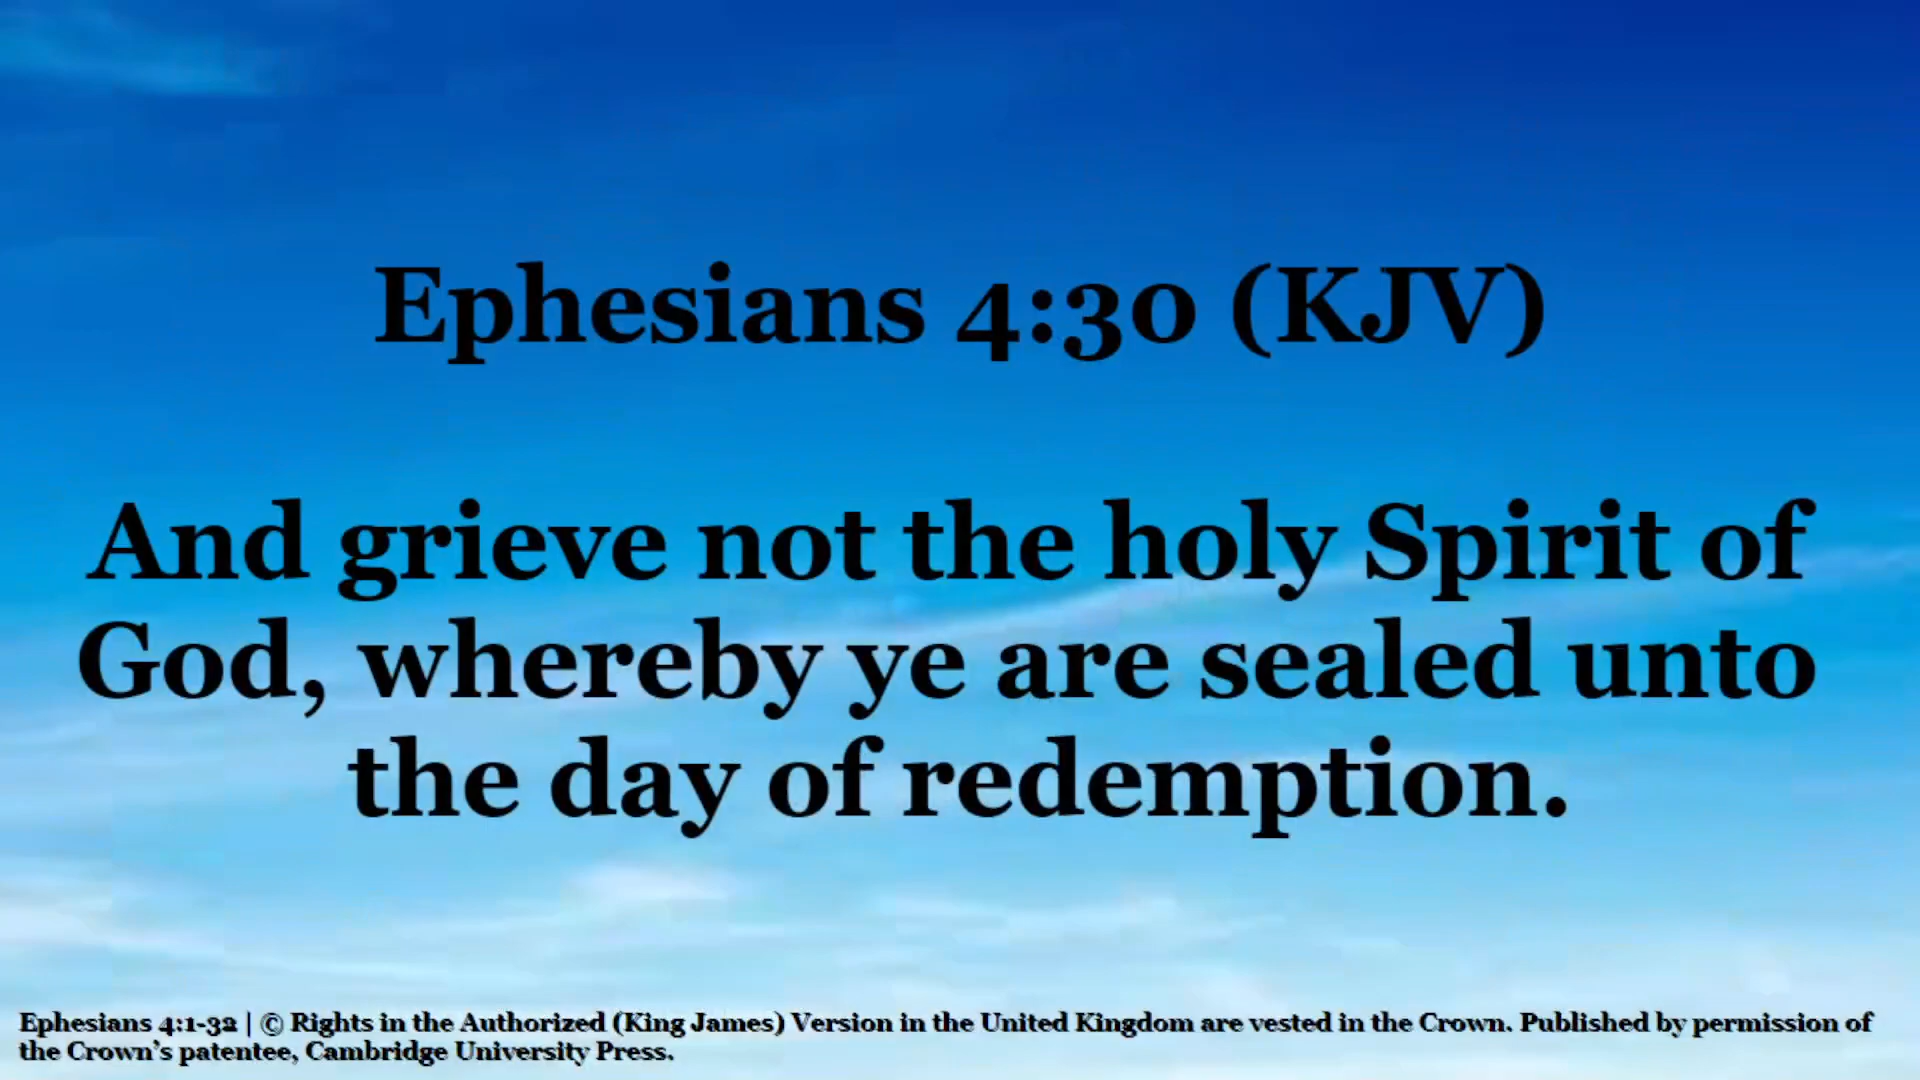 Ephesians 4:30 (KJV)
And grieve not the holy Spirit of
God, whereby ye are sealed unto
the day of redemption.
Ephesians 4:1-32 | © Rights in the Authorized (King James) Version in the United Kingdom are vested in the Crown. Published by permission of
the Crown's patentee, Cambridge University Press.